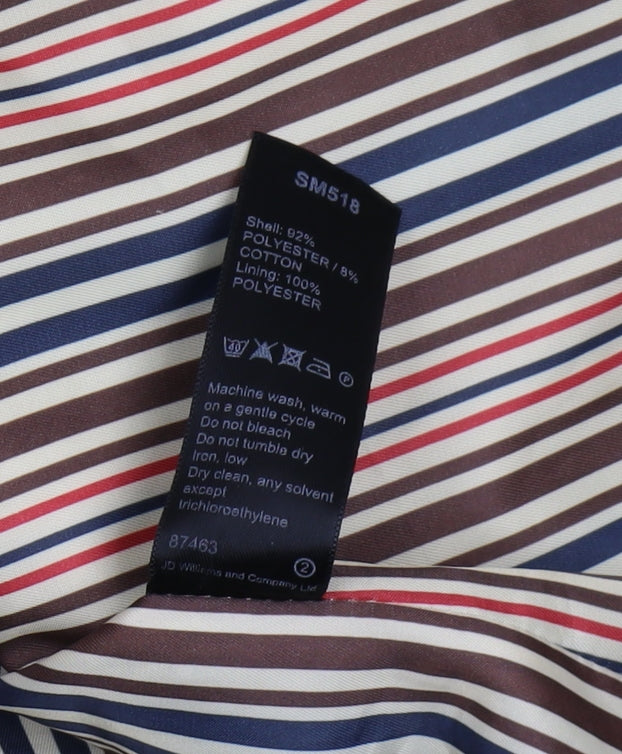 SM518
Shell: 92%
POLYESTER / 8%
COTTON
Lining: 100%
POLYESTER
40
P
Machine wash, warm
on a gentle cycle
Do not bleach
Do not tumble dry
Iron, low
Dry clean, any solvent
except
trichloroethylene
87463
2
JD Williams and Company Ltd